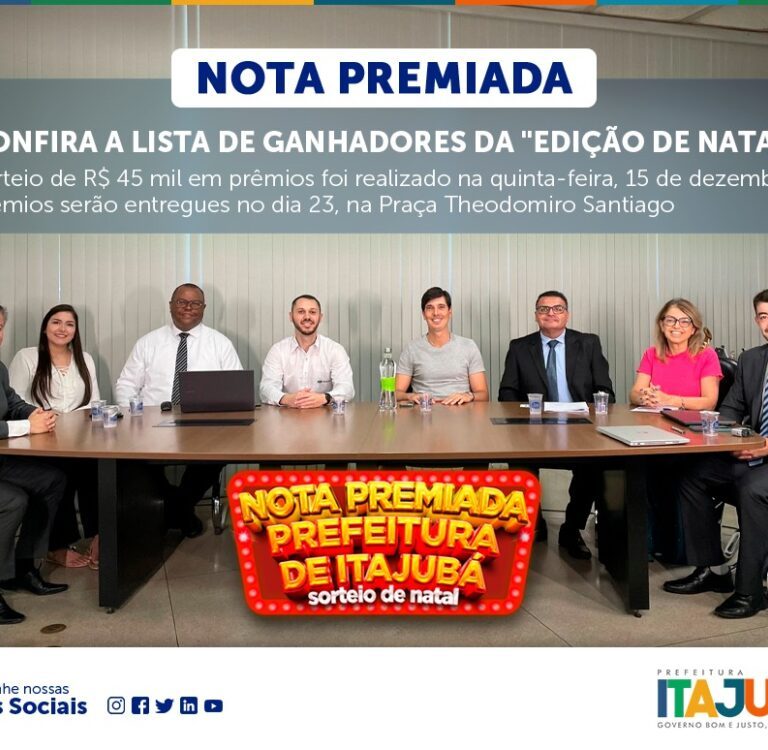 NOTA PREMIADA
ONFIRA A LISTA DE GANHADORES DA "EDIÇÃO DE NATA
rteio de R$ 45 mil em prêmios foi realizado na quinta-feira, 15 de dezemb
êmios serão entregues no dia 23, na Praça Theodomiro Santiago
NOTA PREMIADA
PREFEITURA
DE ITAJUBÁ
sorteio de natal
he nossas
s Sociais
PREFEITURA
ITAJU
GOVERNO BOM E JUSTO,